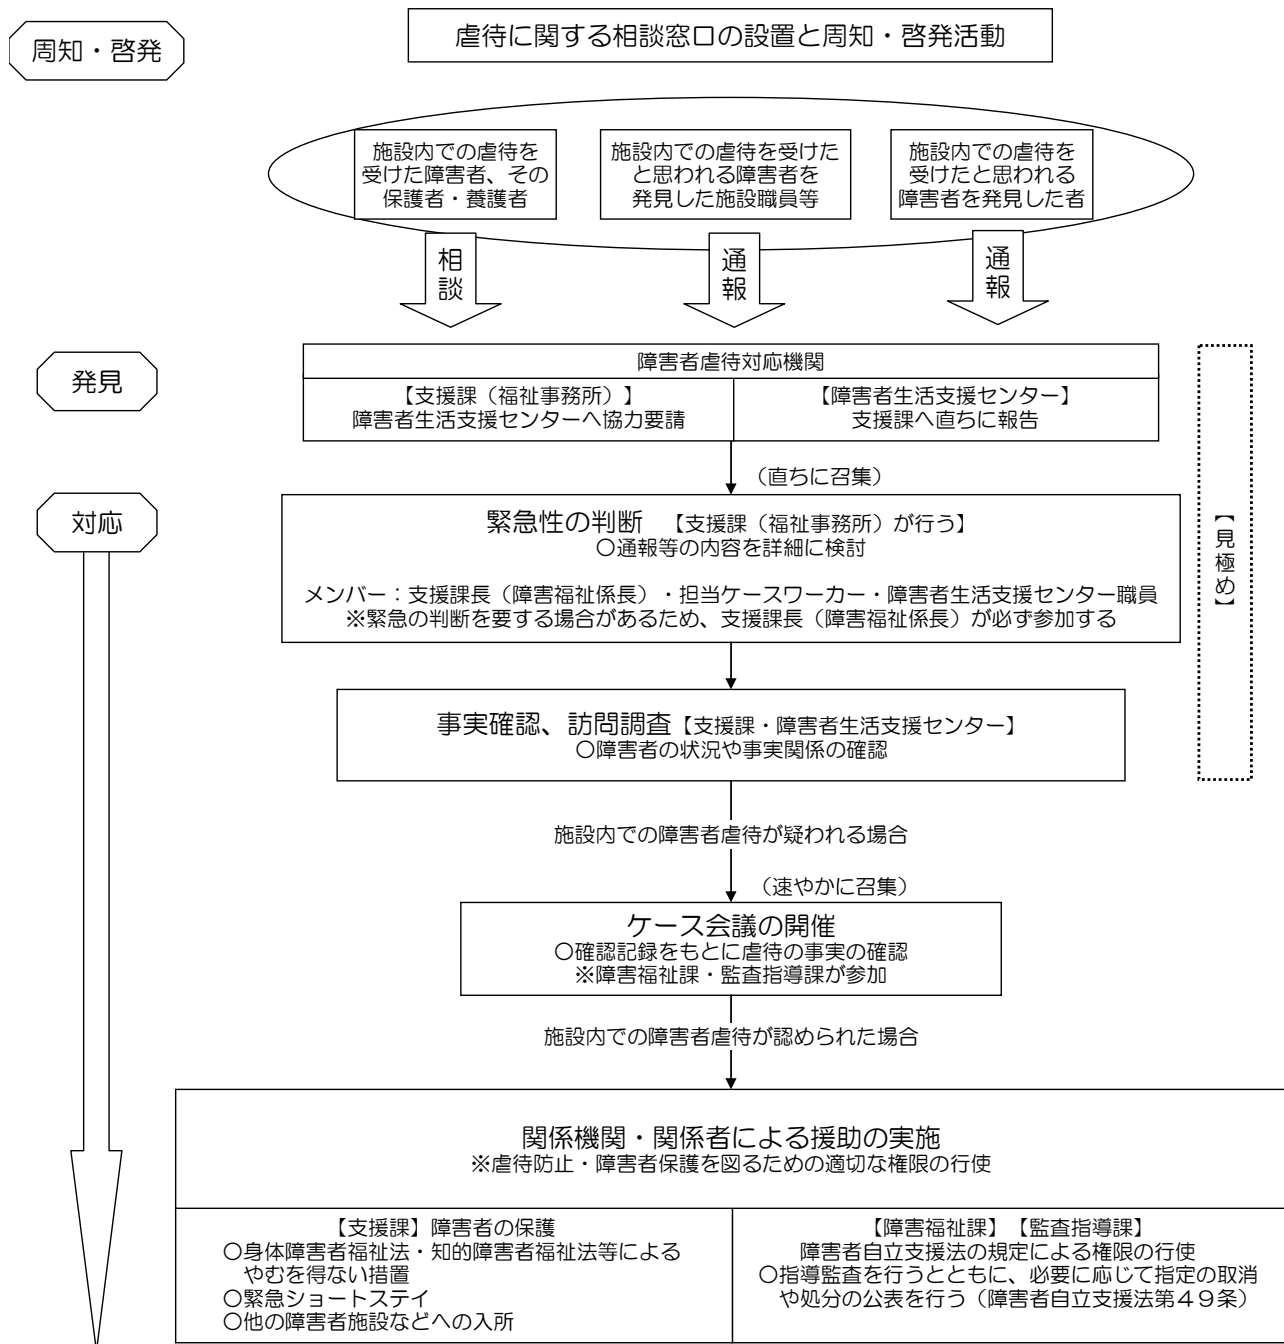 周知・啓発
虐待に関する相談窓口の設置と周知・啓発活動
施設内での虐待を
受けた障害者、その
保護者・養護者
施設内での虐待を受けた
と思われる障害者を
発見した施設職員等
施設内での虐待を
受けたと思われる
障害者を発見した者
相談
通報
通報
発見
障害者虐待対応機関
【支援課（福祉事務所）】
障害者生活支援センターへ協力要請
【障害者生活支援センター】
支援課へ直ちに報告
（直ちに召集）
対応
緊急性の判断　【支援課（福祉事務所）が行う】
○通報等の内容を詳細に検討
メンバー：支援課長（障害福祉係長）・担当ケースワーカー・障害者生活支援センター職員
※緊急の判断を要する場合があるため、支援課長（障害福祉係長）が必ず参加する
【見極め】
事実確認、訪問調査【支援課・障害者生活支援センター】
○障害者の状況や事実関係の確認
施設内での障害者虐待が疑われる場合
（速やかに召集）
ケース会議の開催
○確認記録をもとに虐待の事実の確認
※障害福祉課・監査指導課が参加
施設内での障害者虐待が認められた場合
関係機関・関係者による援助の実施
※虐待防止・障害者保護を図るための適切な権限の行使
【支援課】障害者の保護
○身体障害者福祉法・知的障害者福祉法等による
やむを得ない措置
○緊急ショートステイ
○他の障害者施設などへの入所
【障害福祉課】【監査指導課】
障害者自立支援法の規定による権限の行使
○指導監査を行うとともに、必要に応じて指定の取消
や処分の公表を行う（障害者自立支援法第４９条）